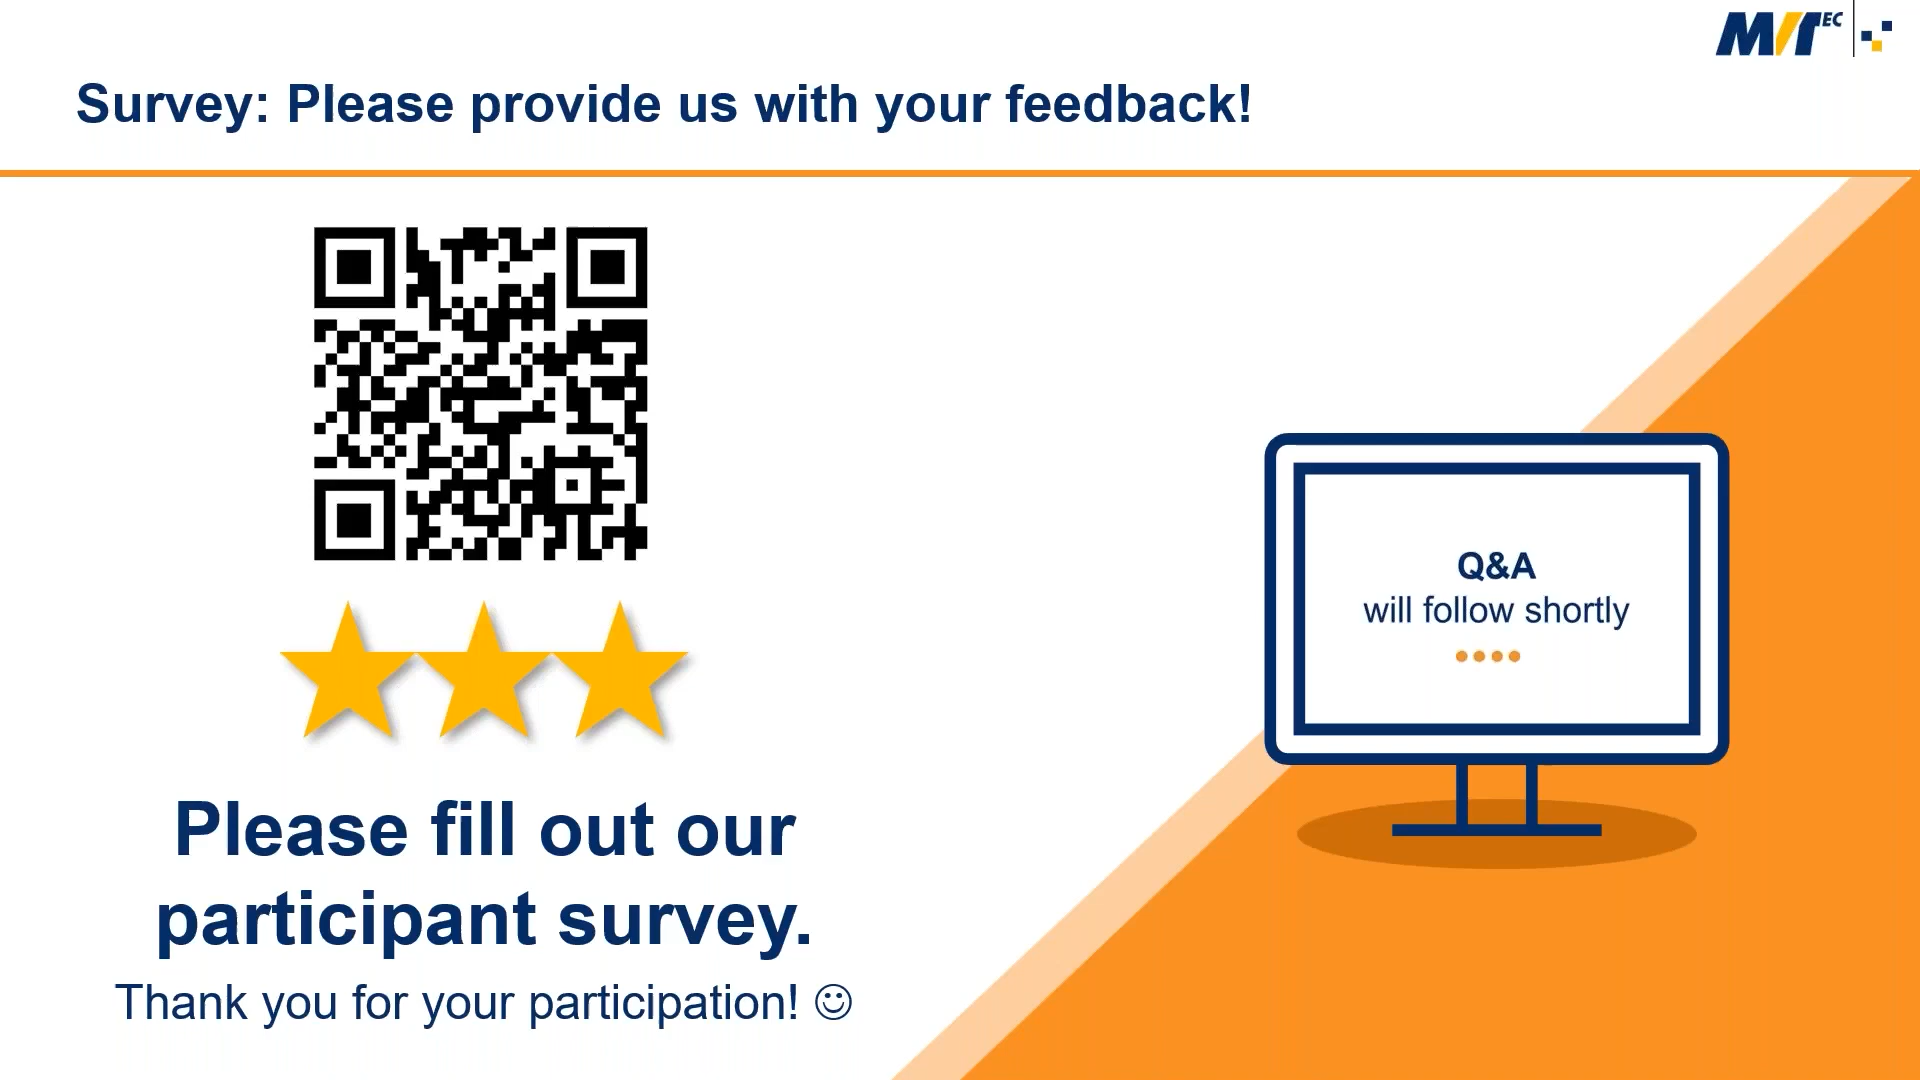 MVTEC
Survey: Please provide us with your feedback!
Q&A
will follow shortly
Please fill out our
participant survey.
Thank you for your participation! ☺